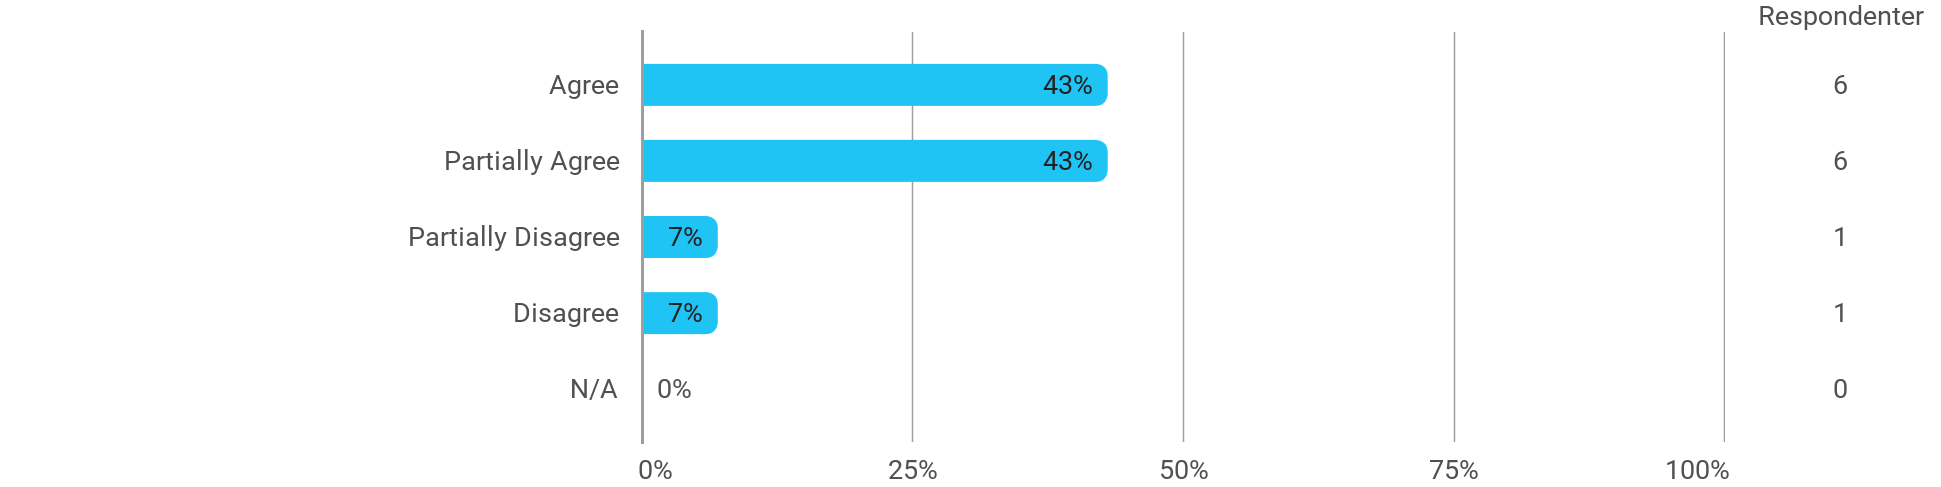 Respondenter
Agree 43% 6
Partially Agree 43% 6
Partially Disagree 7% 1
Disagree 7% 1
N/A 0% 0
0% 25% 50% 75% 100%